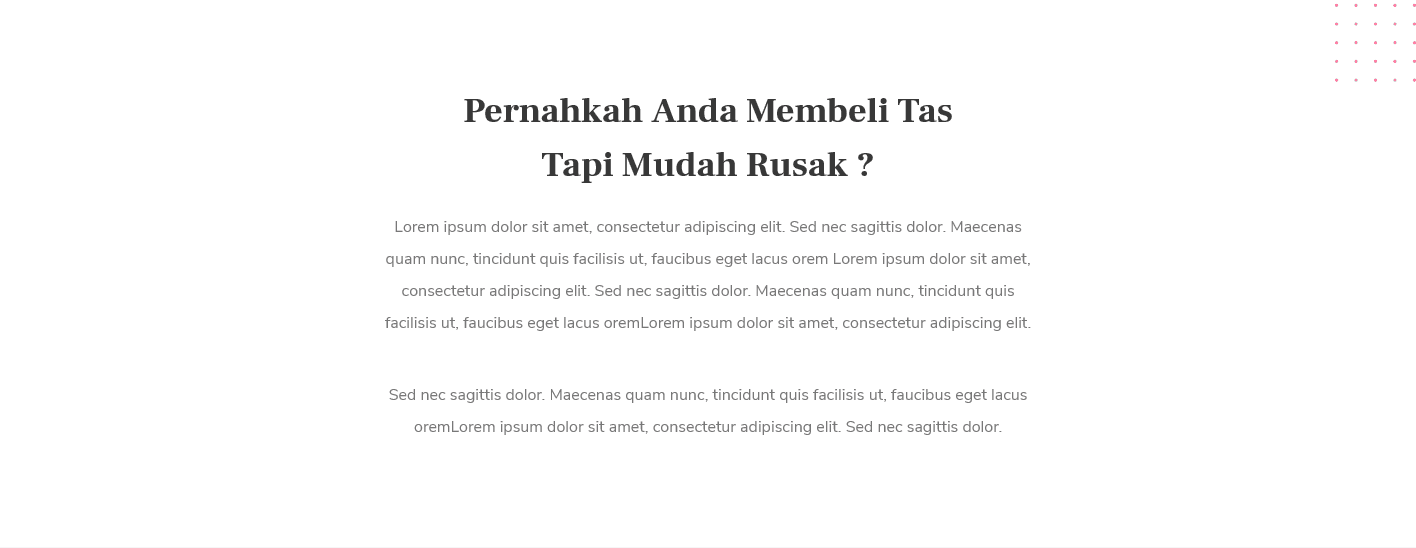 Pernahkah Anda Membeli Tas
Tapi Mudah Rusak ?
Lorem ipsum dolor sit amet, consectetur adipiscing elit. Sed nec sagittis dolor. Maecenas
quam nunc, tincidunt quis facilisis ut, faucibus eget lacus orem Lorem ipsum dolor sit amet,
consectetur adipiscing elit. Sed nec sagittis dolor. Maecenas quam nunc, tincidunt quis
facilisis ut, faucibus eget lacus oremLorem ipsum dolor sit amet, consectetur adipiscing elit.
Sed nec sagittis dolor. Maecenas quam nunc, tincidunt quis facilisis ut, faucibus eget lacus
oremLorem ipsum dolor sit amet, consectetur adipiscing elit. Sed nec sagittis dolor.